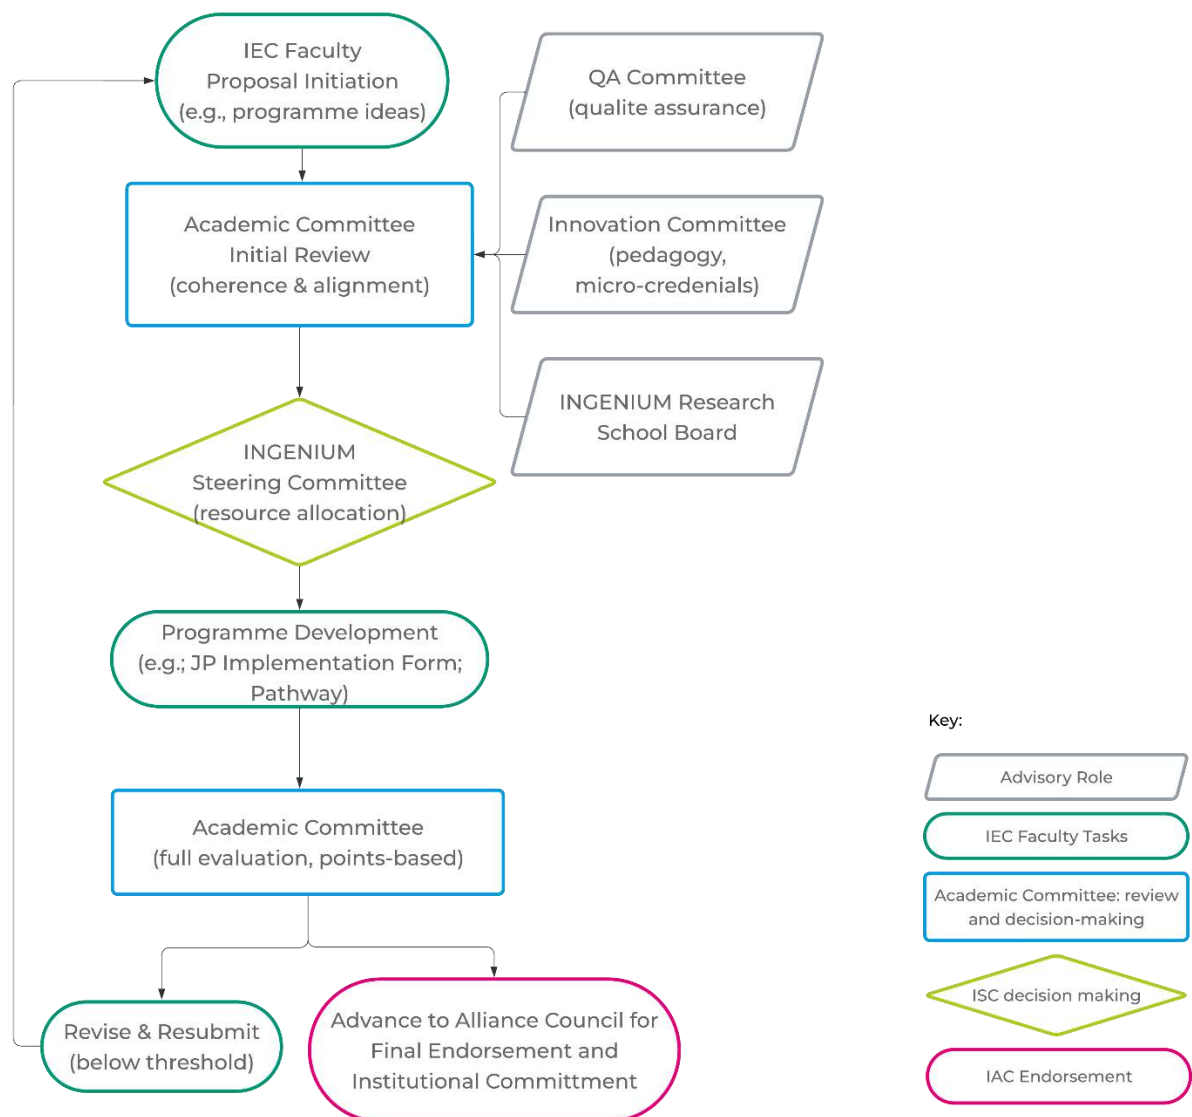 IEC Faculty
Proposal Initiation
(e.g., programme ideas)
QA Committee
(qualite assurance)
Academic Committee
Initial Review
(coherence & alignment)
Innovation Committee
(pedagogy,
micro-credenials)
INGENIUM Research
School Board
INGENIUM
Steering Committee
(resource allocation)
Programme Development
(e.g.; JP Implementation Form;
Pathway)
Academic Committee
(full evaluation, points-based)
Revise & Resubmit
(below threshold)
Advance to Alliance Council for
Final Endorsement and
Institutional Committment
Key:
Advisory Role
IEC Faculty Tasks
Academic Committee: review
and decision-making
ISC decision making
IAC Endorsement